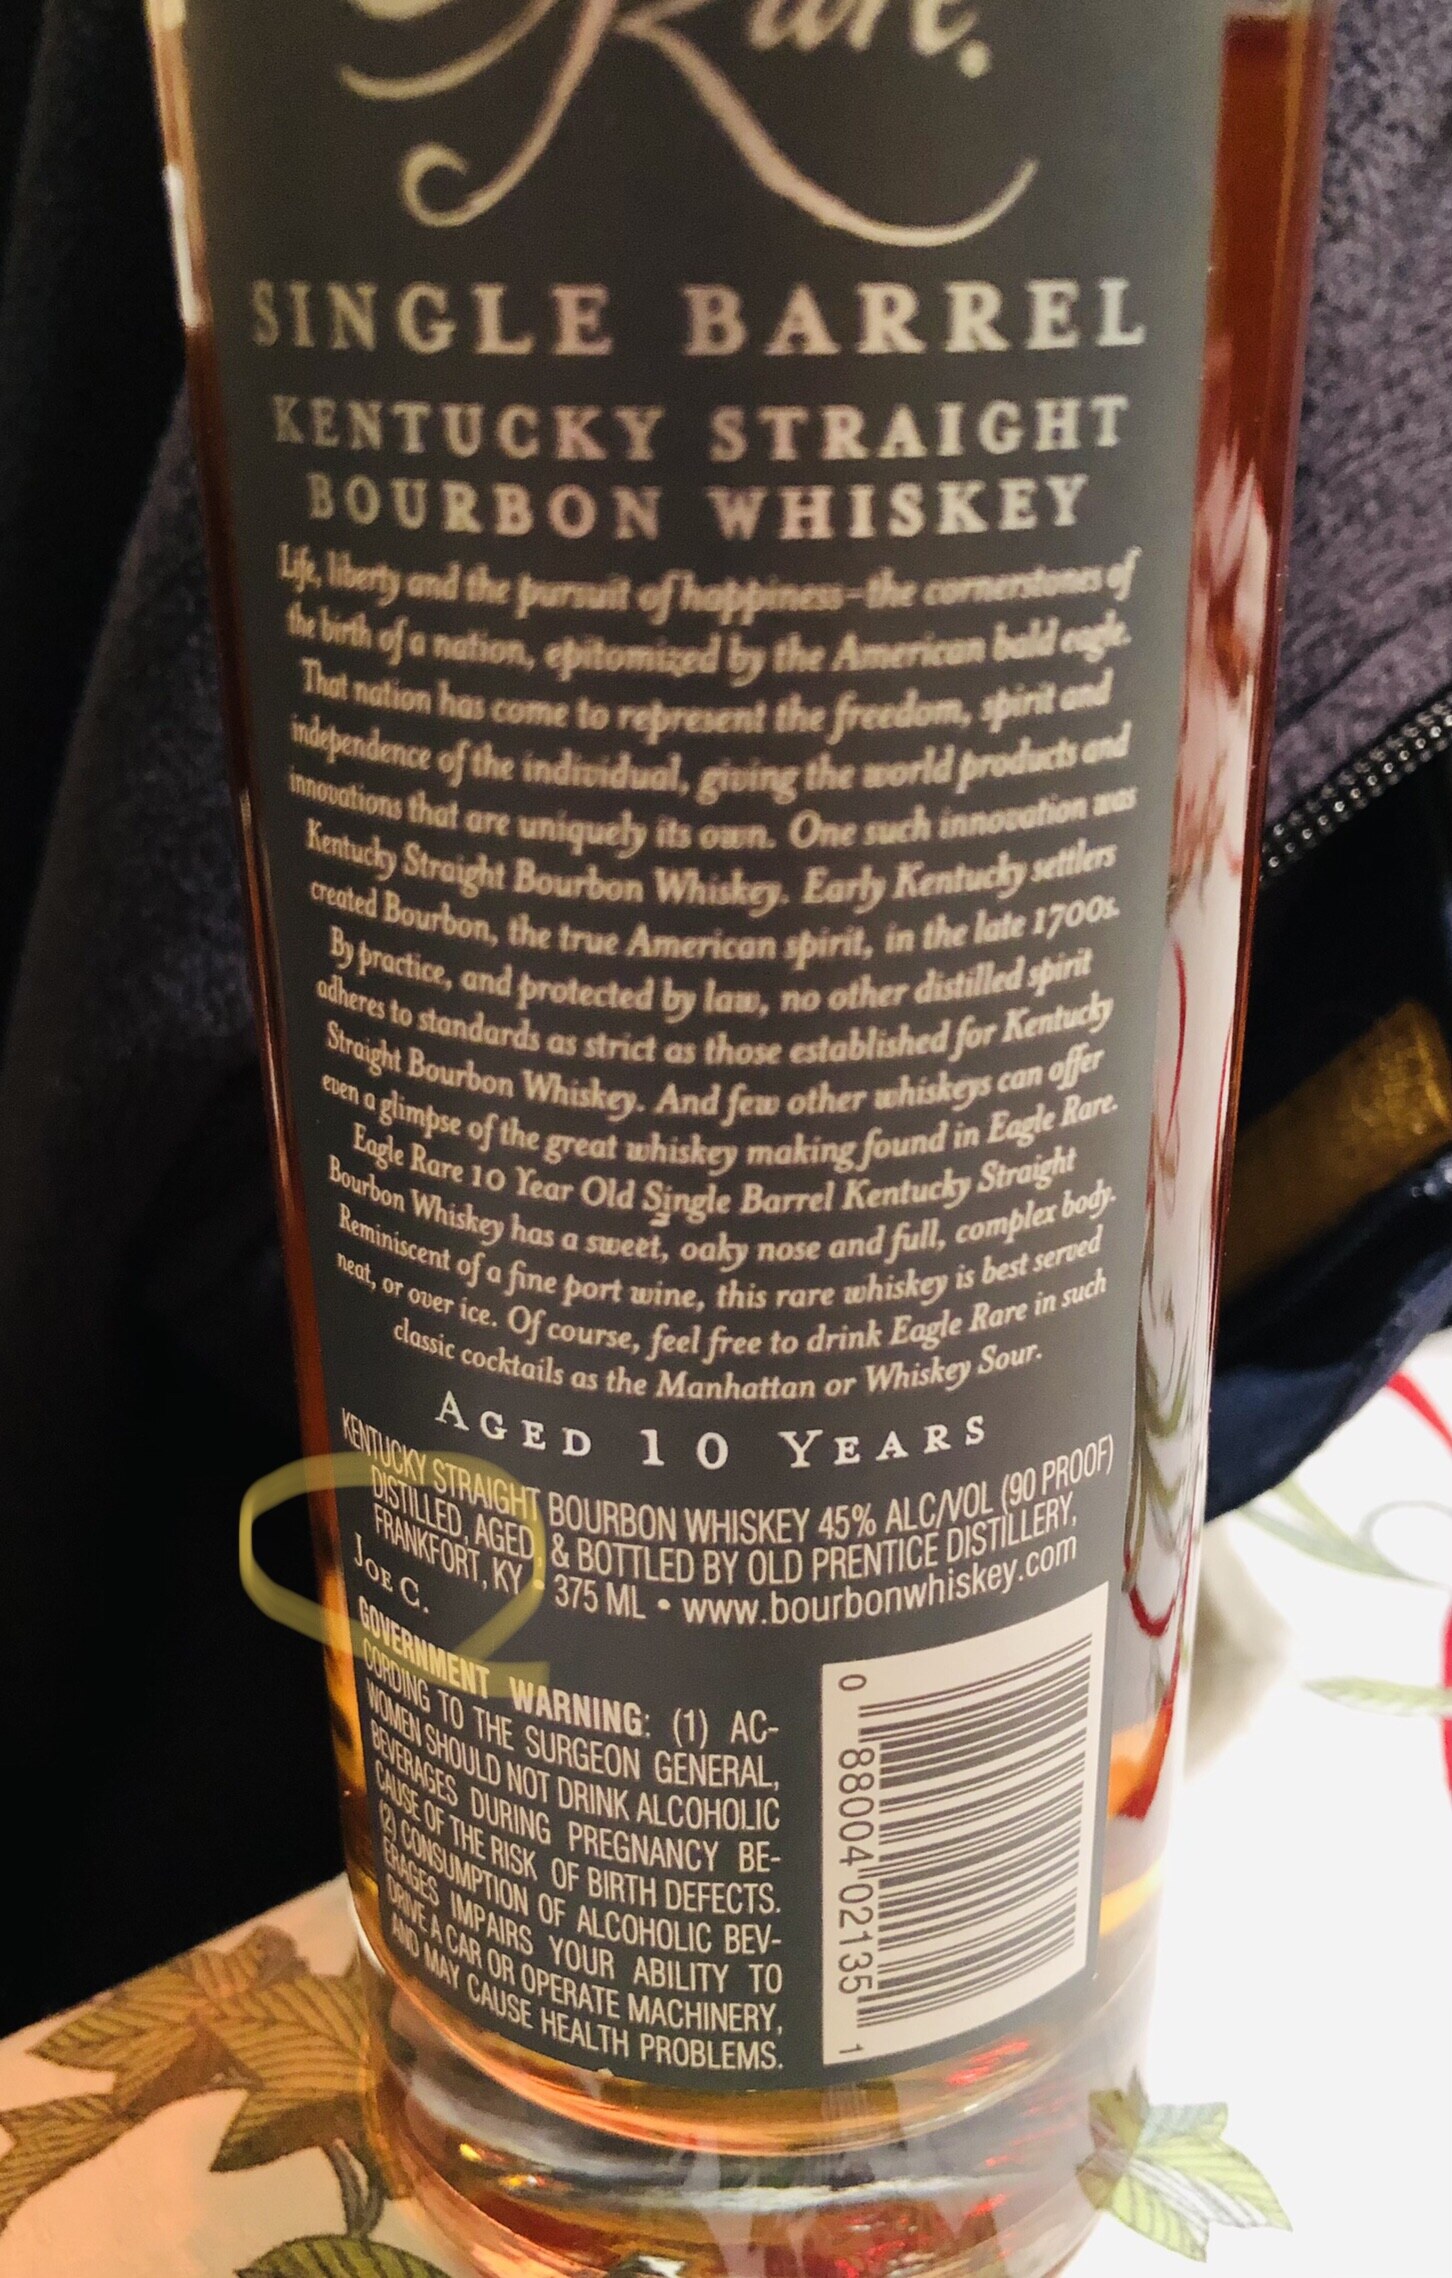 Rare.
SINGLE BARREL
KENTUCKY STRAIGHT
BOURBON WHISKEY
Life, liberty and the pursuit of happiness–the cornerstones of
the birth of a nation, epitomized by the American bald eagle.
That nation has come to represent the freedom, spirit and
independence of the individual, giving the world products and
innovations that are uniquely its own. One such innovation was
Kentucky Straight Bourbon Whiskey. Early Kentucky settlers
created Bourbon, the true American spirit, in the late 1700s.
By practice, and protected by law, no other distilled spirit
adheres to standards as strict as those established for Kentucky
Straight Bourbon Whiskey. And few other whiskeys can offer
even a glimpse of the great whiskey making found in Eagle Rare.
Eagle Rare 10 Year Old Single Barrel Kentucky Straight
Bourbon Whiskey has a sweet, oaky nose and full, complex body.
Reminiscent of a fine port wine, this rare whiskey is best served
neat, or over ice. Of course, feel free to drink Eagle Rare in such
classic cocktails as the Manhattan or Whiskey Sour.
AGED 10 YEARS
KENTUCKY STRAIGHT BOURBON WHISKEY 45% ALC/VOL (90 PROOF)
DISTILLED, AGED, & BOTTLED BY OLD PRENTICE DISTILLERY,
FRANKFORT, KY • 375 ML • www.bourbonwhiskey.com
JOE C.
GOVERNMENT WARNING: (1) AC-
CORDING TO THE SURGEON GENERAL,
WOMEN SHOULD NOT DRINK ALCOHOLIC
BEVERAGES DURING PREGNANCY BE-
CAUSE OF THE RISK OF BIRTH DEFECTS.
(2) CONSUMPTION OF ALCOHOLIC BEV-
ERAGES IMPAIRS YOUR ABILITY TO
DRIVE A CAR OR OPERATE MACHINERY,
AND MAY CAUSE HEALTH PROBLEMS.
0 88004 02135 1